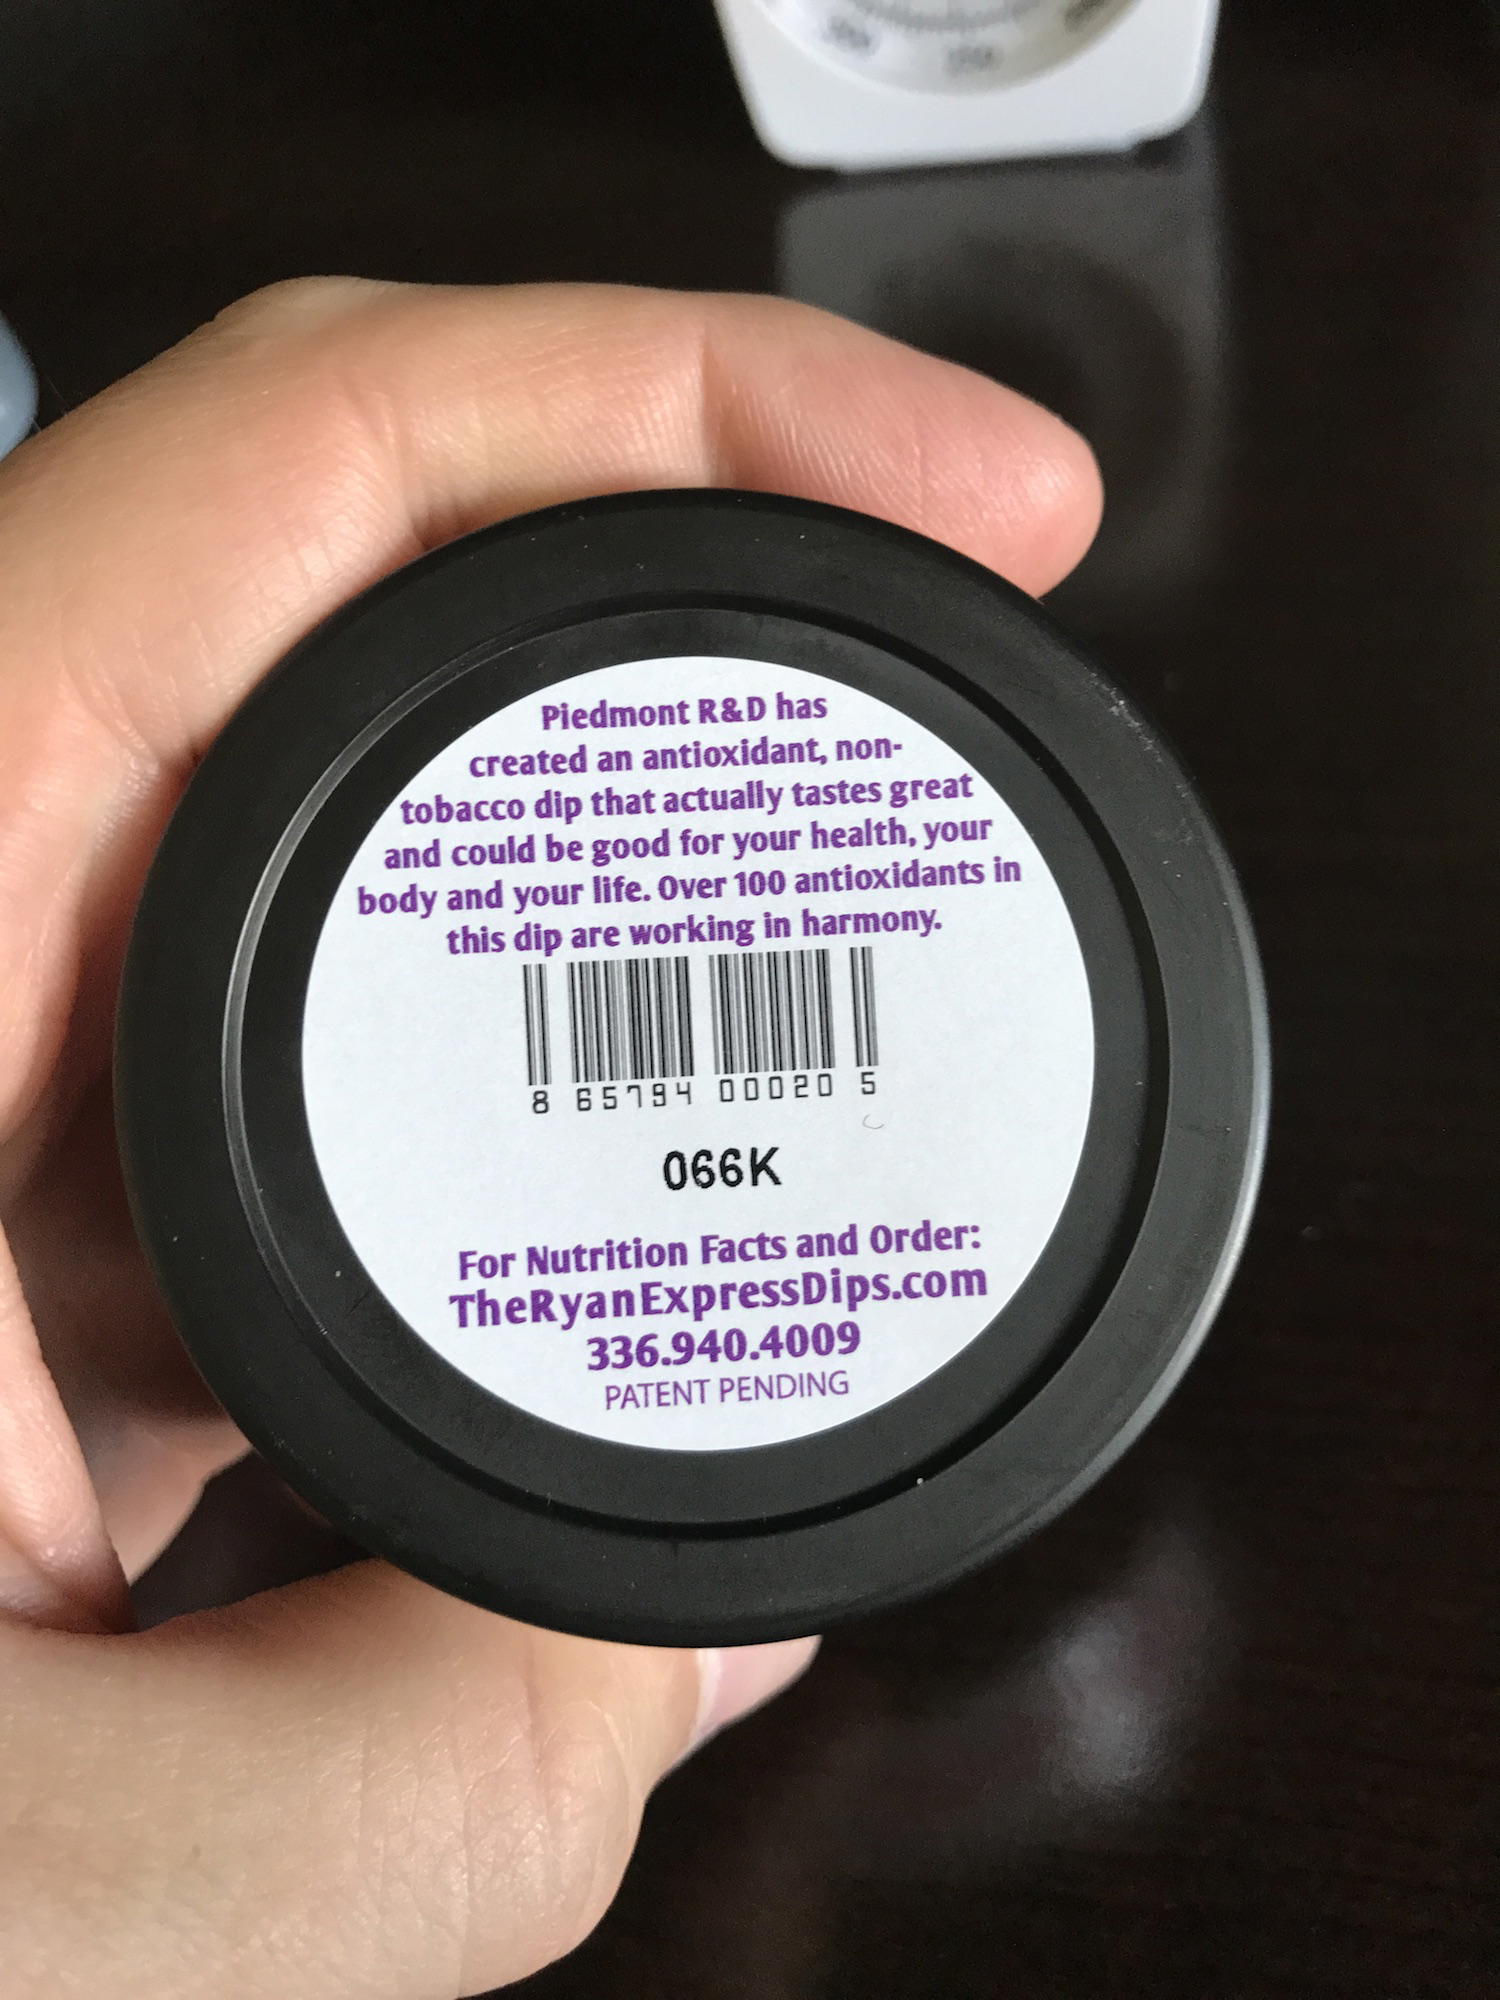 Piedmont R&D has
created an antioxidant, non-
tobacco dip that actually tastes great
and could be good for your health, your
body and your life. Over 100 antioxidants in
this dip are working in harmony.
8 65794 00020 5
066K
For Nutrition Facts and Order:
TheRyanExpressDips.com
336.940.4009
PATENT PENDING